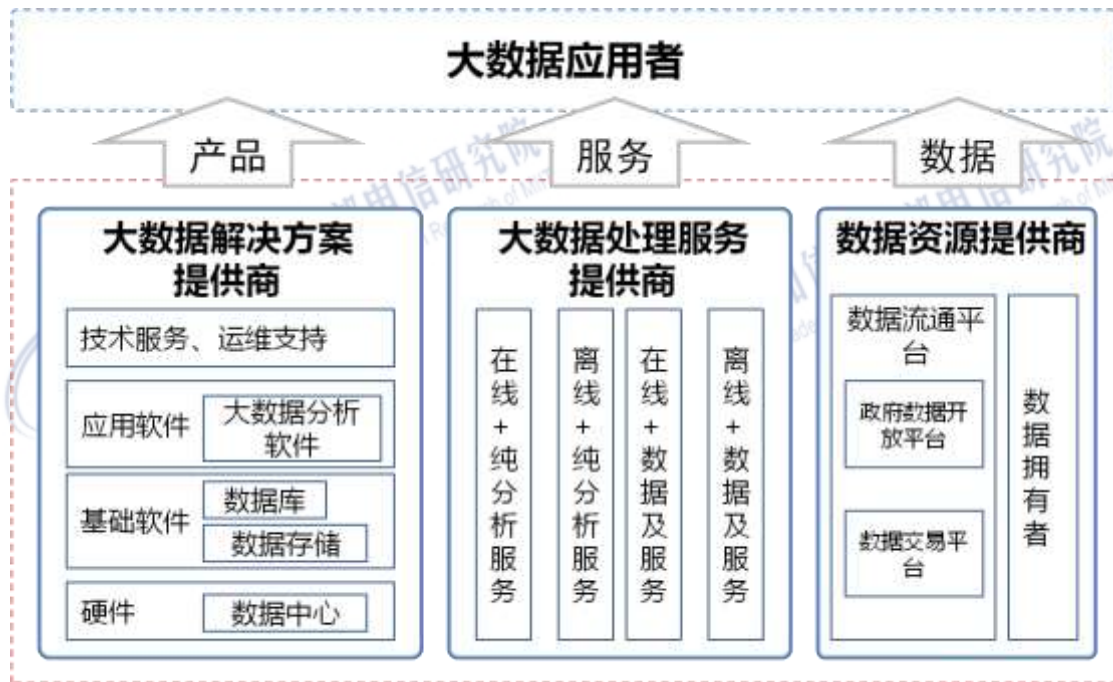 大数据应用者
产品
服务
数据
大数据解决方案
提供商
技术服务、运维支持
应用软件
大数据分析
软件
基础软件
数据库
数据存储
硬件
数据中心
大数据处理服务
提供商
在线+纯分析服务
离线+纯分析服务
在线+数据及服务
离线+数据及服务
数据资源提供商
数据流通平
台
政府数据开
放平台
数据交易平
台
数据拥有者